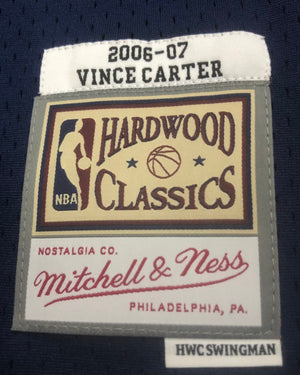 2006-07
VINCE CARTER
NBA
HARDWOOD
CLASSICS
NOSTALGIA CO.
Mitchell & Ness
PHILADELPHIA, PA.
HWC SWINGMAN